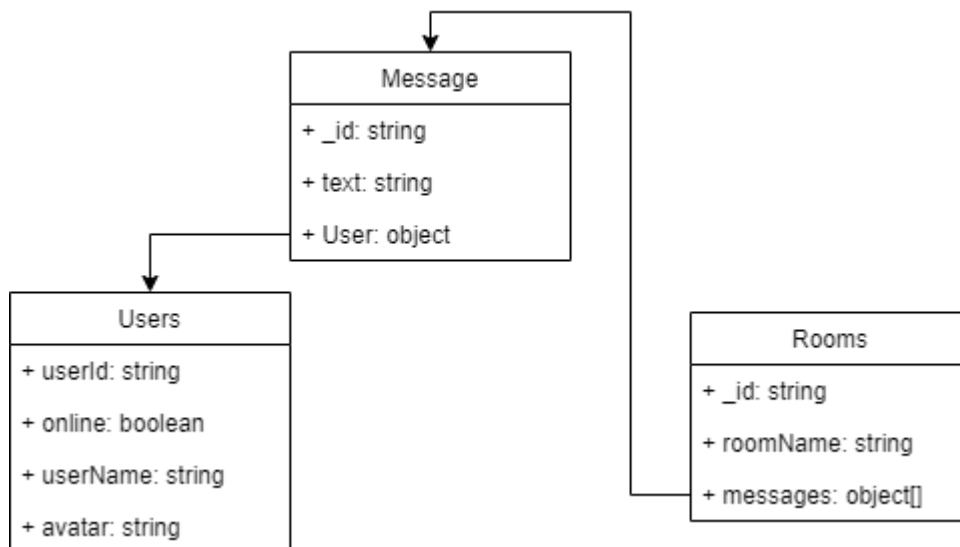 Message
+ _id: string
+ text: string
+ User: object
Users
+ userId: string
+ online: boolean
+ userName: string
+ avatar: string
Rooms
+ _id: string
+ roomName: string
+ messages: object[]